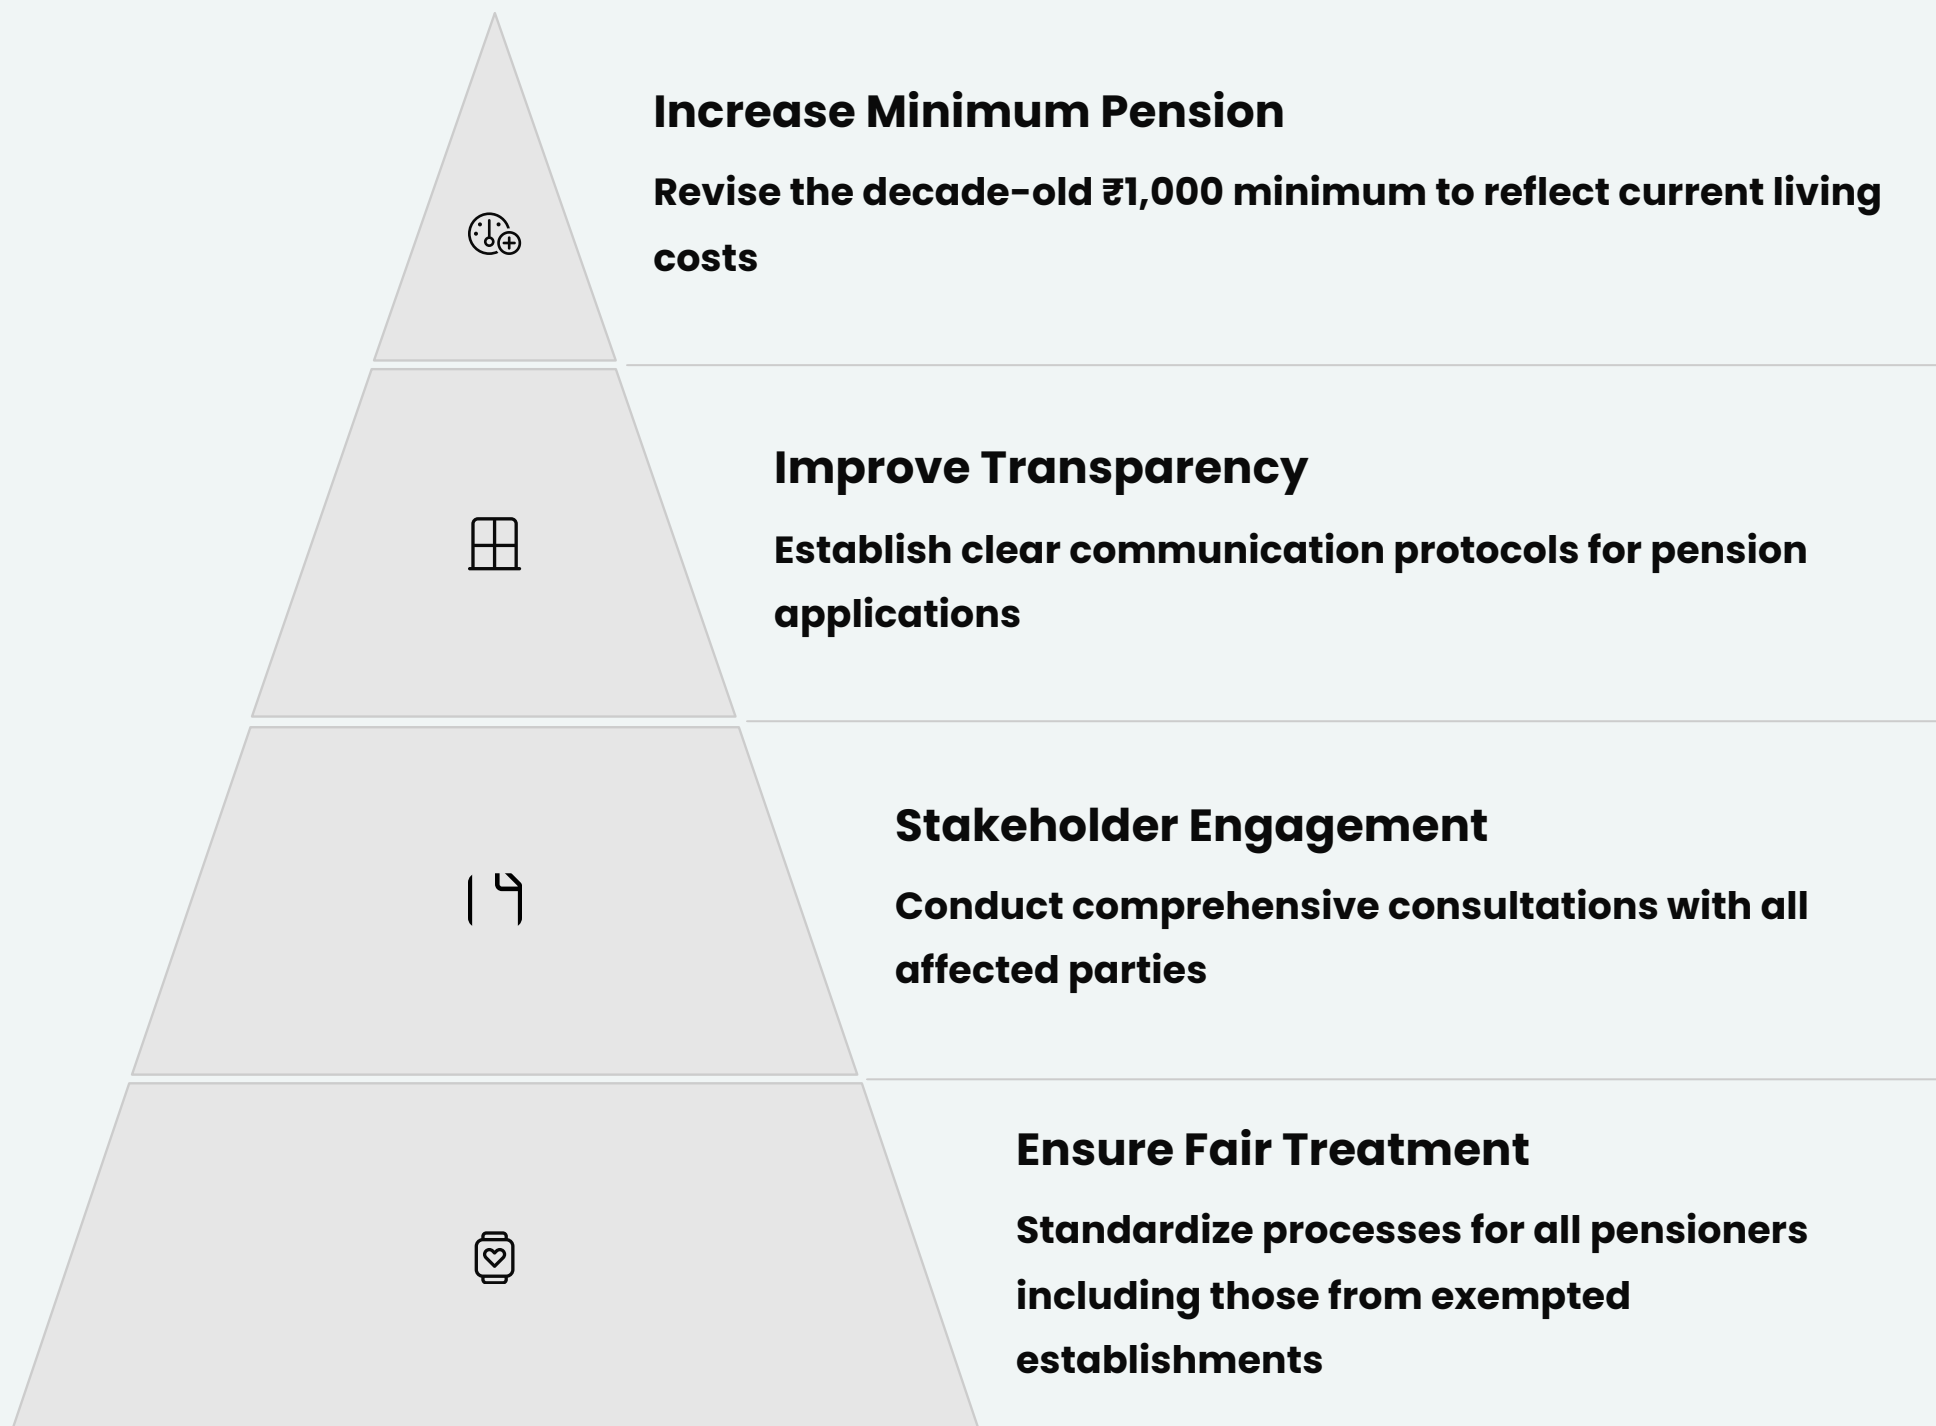 Increase Minimum Pension
Revise the decade-old ₹1,000 minimum to reflect current living
costs
Improve Transparency
Establish clear communication protocols for pension
applications
Stakeholder Engagement
Conduct comprehensive consultations with all
affected parties
Ensure Fair Treatment
Standardize processes for all pensioners
including those from exempted
establishments